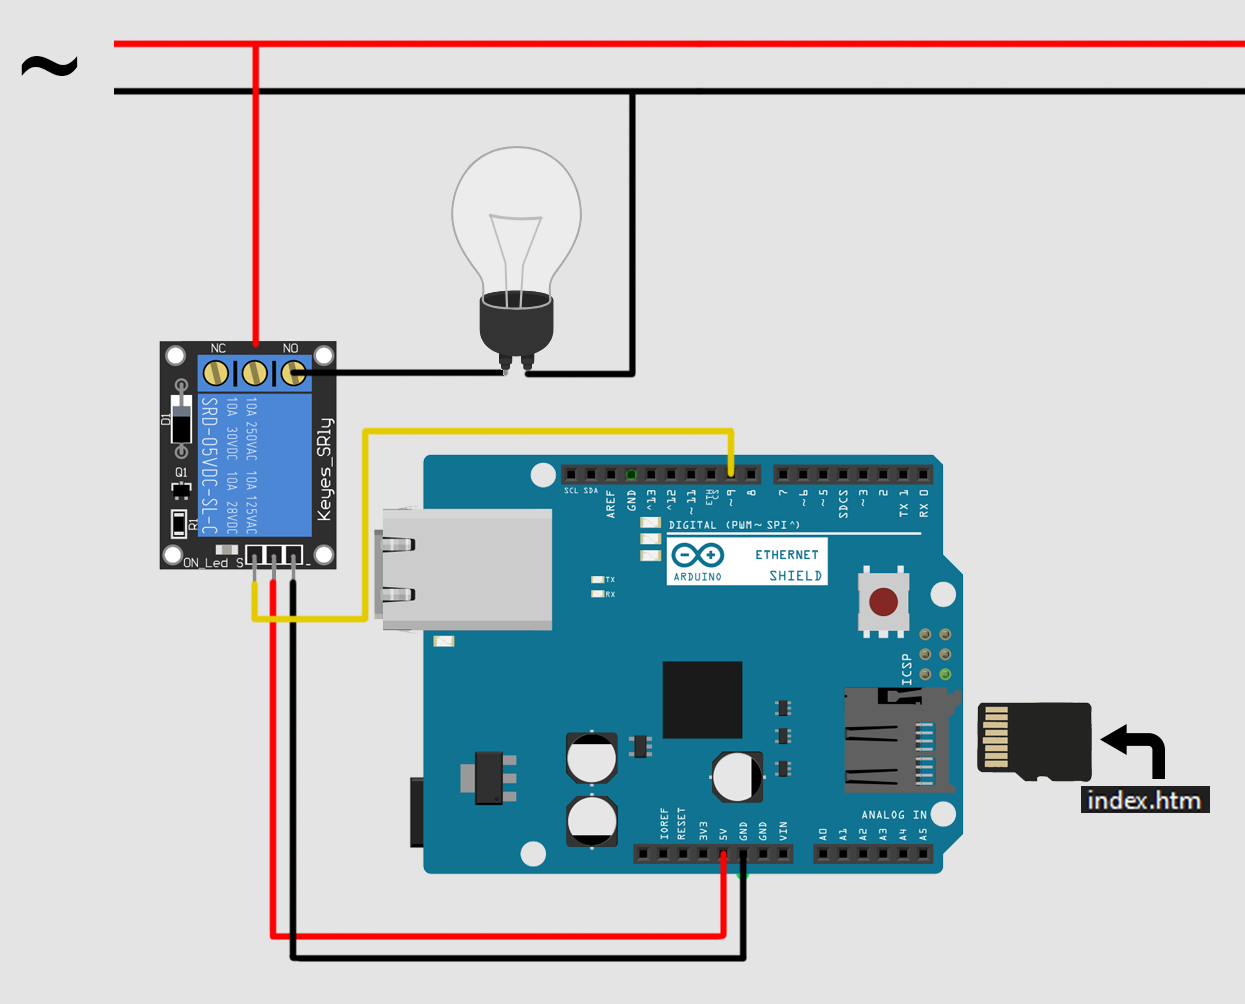 ~
NC
NO
D1
SRD-05VDC-SL-C
10A 30VDC 10A 28VDC
10A 250VAC 10A 125VAC
Keyes_SRly
Q1
R1
ON_Led S
-
SCL SDA
AREF
GND
^13
^12
~11
ETH
CS
~9
8
7
~6
~5
SDCS
~3
2
TX 1
RX 0
DIGITAL (PWM~ SPI^)
ARDUINO
ETHERNET
SHIELD
TX
RX
ICSP
index.htm
ANALOG IN
IOREF
RESET
3V3
5V
GND
GND
VIN
A0
A1
A2
A3
A4
A5